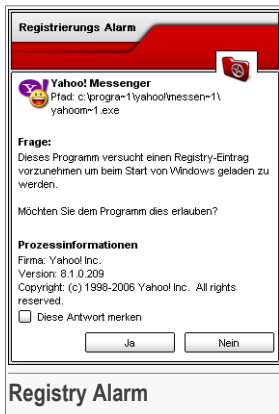 Registrierungs Alarm
Yahoo! Messenger
Pfad: c:\progra~1\yahoo!\messen~1\
yahoom~1.exe
Frage:
Dieses Programm versucht einen Registry-Eintrag
vorzunehmen um beim Start von Windows geladen zu
werden.
Möchten Sie dem Programm dies erlauben?
Prozessinformationen
Firma: Yahoo! Inc.
Version: 8.1.0.209
Copyright: (c) 1998-2006 Yahoo! Inc. All rights
reserved.
Diese Antwort merken
Ja Nein
Registry Alarm